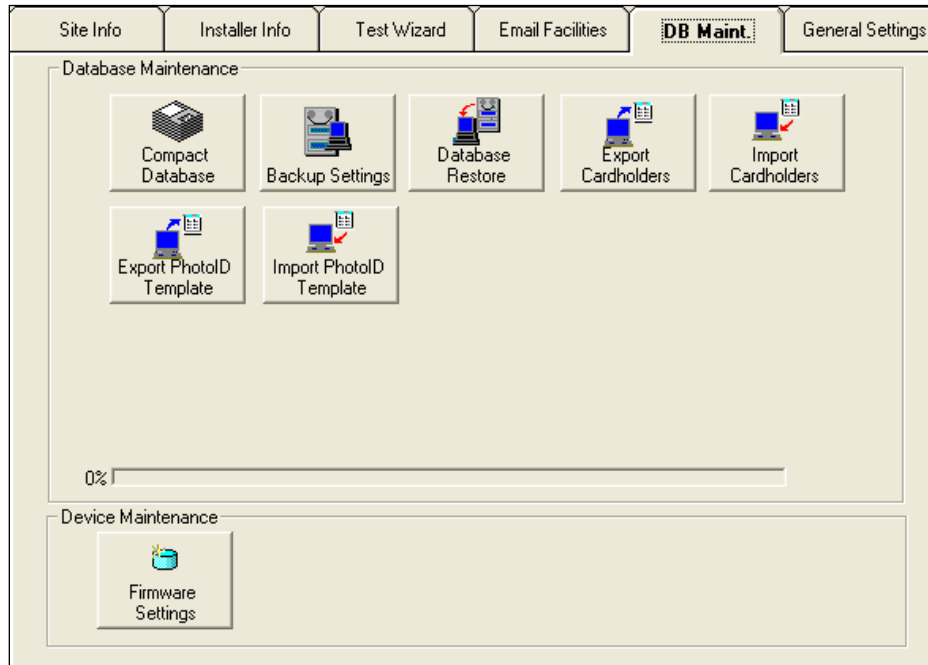 Site Info
Installer Info
Test Wizard
Email Facilities
DB Maint.
General Settings
Database Maintenance
Compact
Database
Backup Settings
Database
Restore
Export
Cardholders
Import
Cardholders
Export PhotoID
Template
Import PhotoID
Template
0%
Device Maintenance
Firmware
Settings